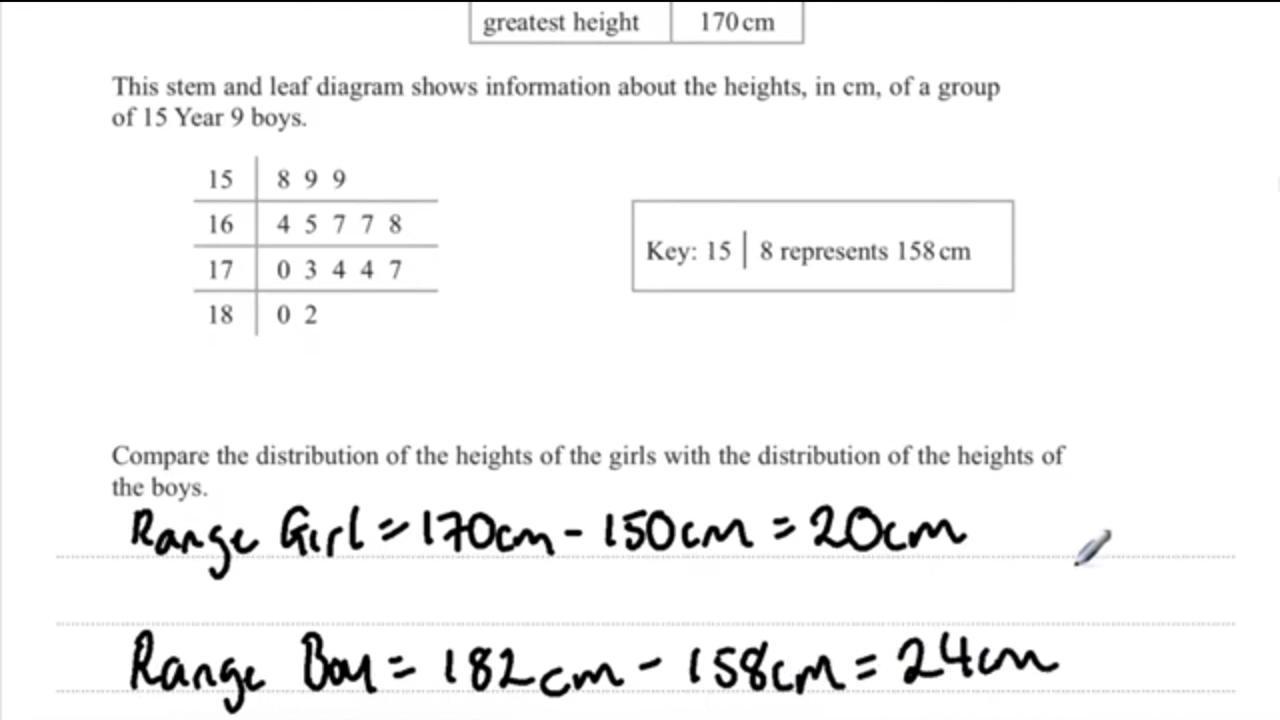 greatest height 170 cm
This stem and leaf diagram shows information about the heights, in cm, of a group
of 15 Year 9 boys.
15 | 8 9 9
16 | 4 5 7 7 8
17 | 0 3 4 4 7
18 | 0 2
Key: 15 | 8 represents 158 cm
Compare the distribution of the heights of the girls with the distribution of the heights of
the boys.
Range Girl = 170cm - 150cm = 20cm
Range Boy = 182cm - 158cm = 24cm